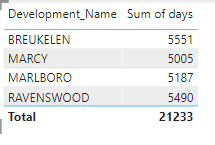 Development_Name Sum of days
BREUKELEN 5551
MARCY 5005
MARLBORO 5187
RAVENSWOOD 5490
Total 21233